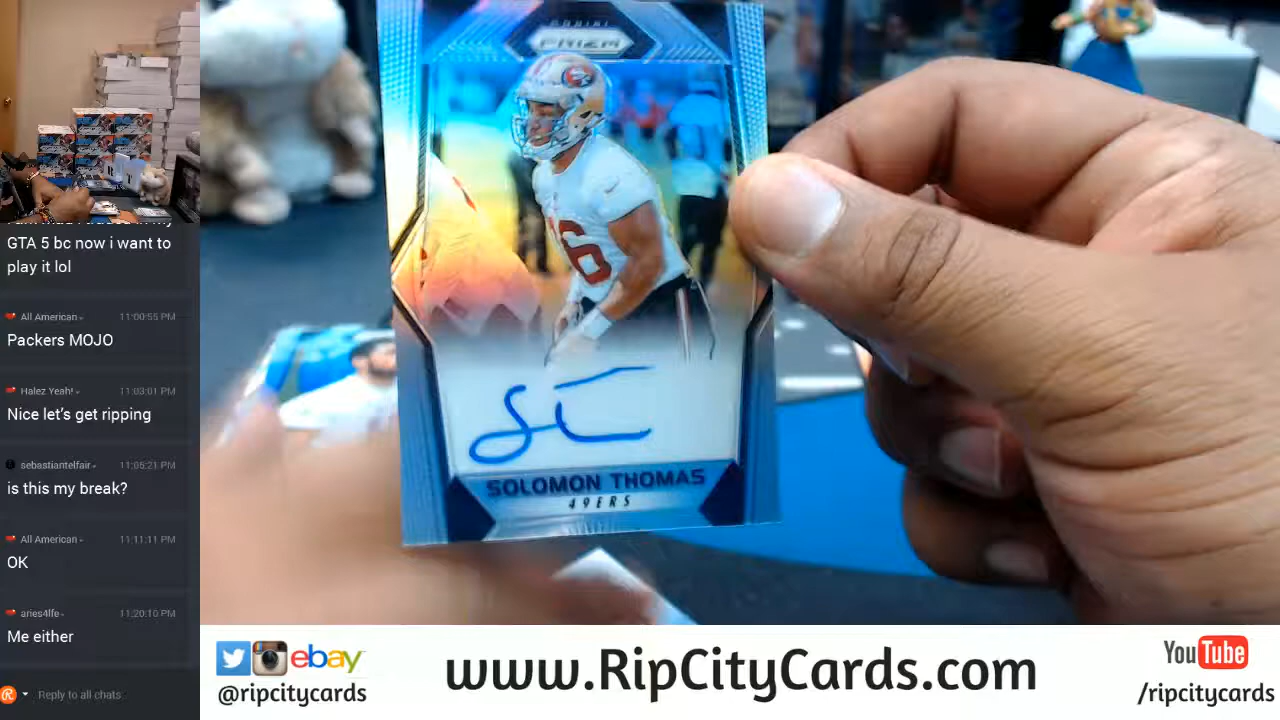 GTA 5 bc now i want to
play it lol
All American
11:00:55 PM
Packers MOJO
Halez Yeah!
11:03:01 PM
Nice let's get ripping
sebastiantelfair
11:05:21 PM
is this my break?
All American
11:11:11 PM
OK
aries4lfe
11:20:10 PM
Me either
Reply to all chats.
PANINI
PRIZM
SOLOMON THOMAS
49ERS
ebay
@ripcitycards
www.RipCityCards.com
YouTube
/ripcitycards